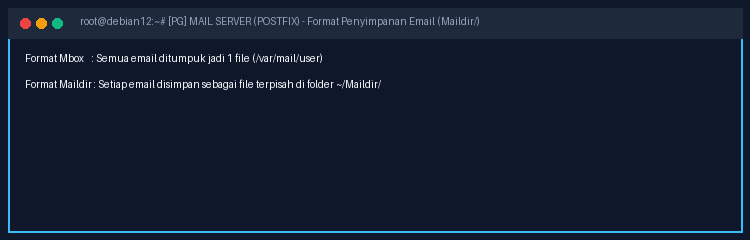 root@debian12:~# [PG] MAIL SERVER (POSTFIX) - Format Penyimpanan Email (Maildir/)
Format Mbox   : Semua email ditumpuk jadi 1 file (/var/mail/user)
Format Maildir : Setiap email disimpan sebagai file terpisah di folder ~/Maildir/